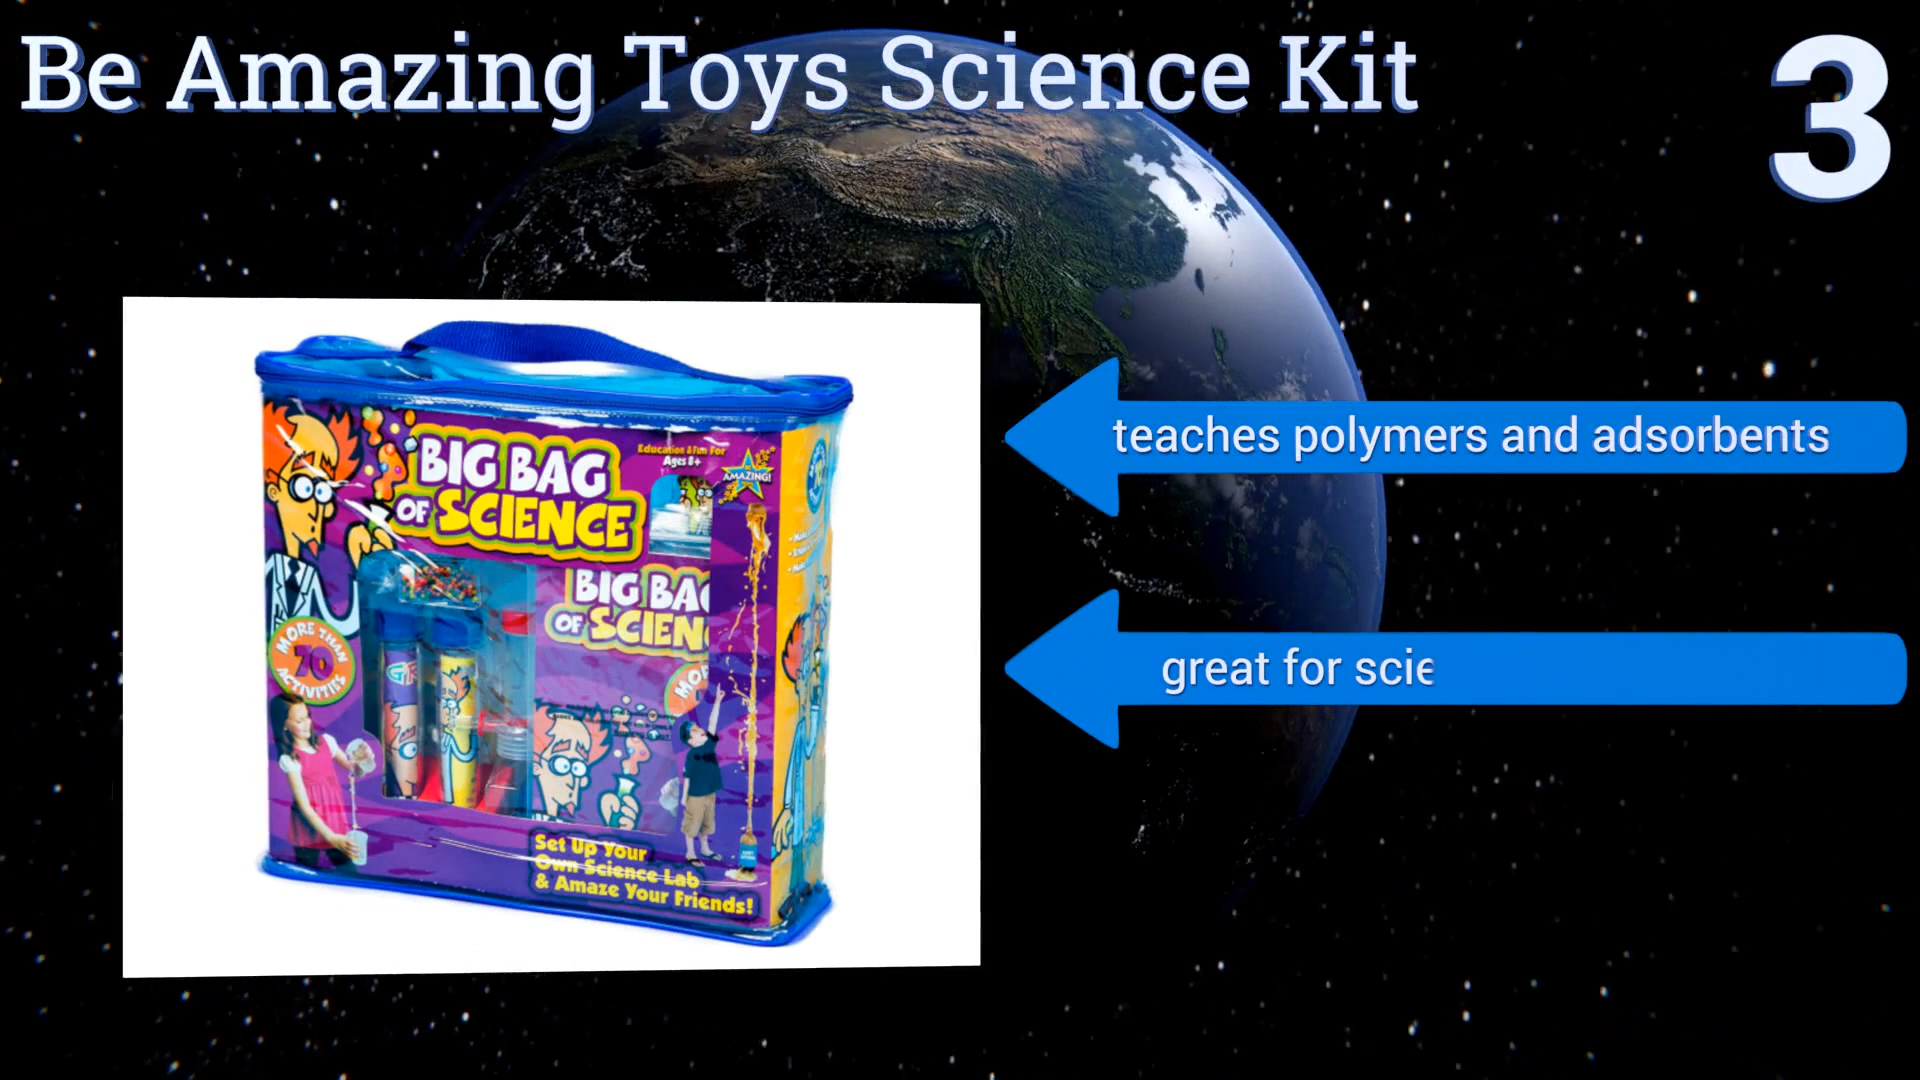 Be Amazing Toys Science Kit
3
teaches polymers and adsorbents
great for scie
BIG BAG
OF SCIENCE
Education & Fun For
Ages 8+
AMAZING!
BIG BAG
OF SCIEN
MORE THAN
70
ACTIVITIES
MOR
Set Up Your
Own Science Lab
& Amaze Your Friends!